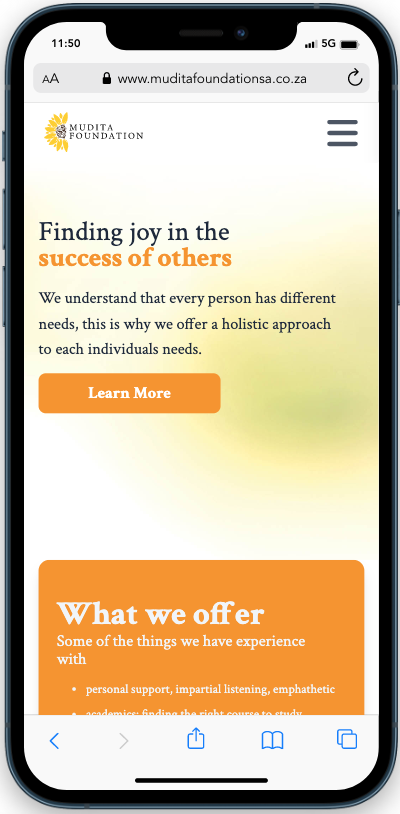 11:50
5G
AA
www.muditafoundationsa.co.za
MUDITA
FOUNDATION
Finding joy in the
success of others
We understand that every person has different
needs, this is why we offer a holistic approach
to each individuals needs.
Learn More
What we offer
Some of the things we have experience
with
• personal support, impartial listening, emphathetic
• academics: finding the right course to study